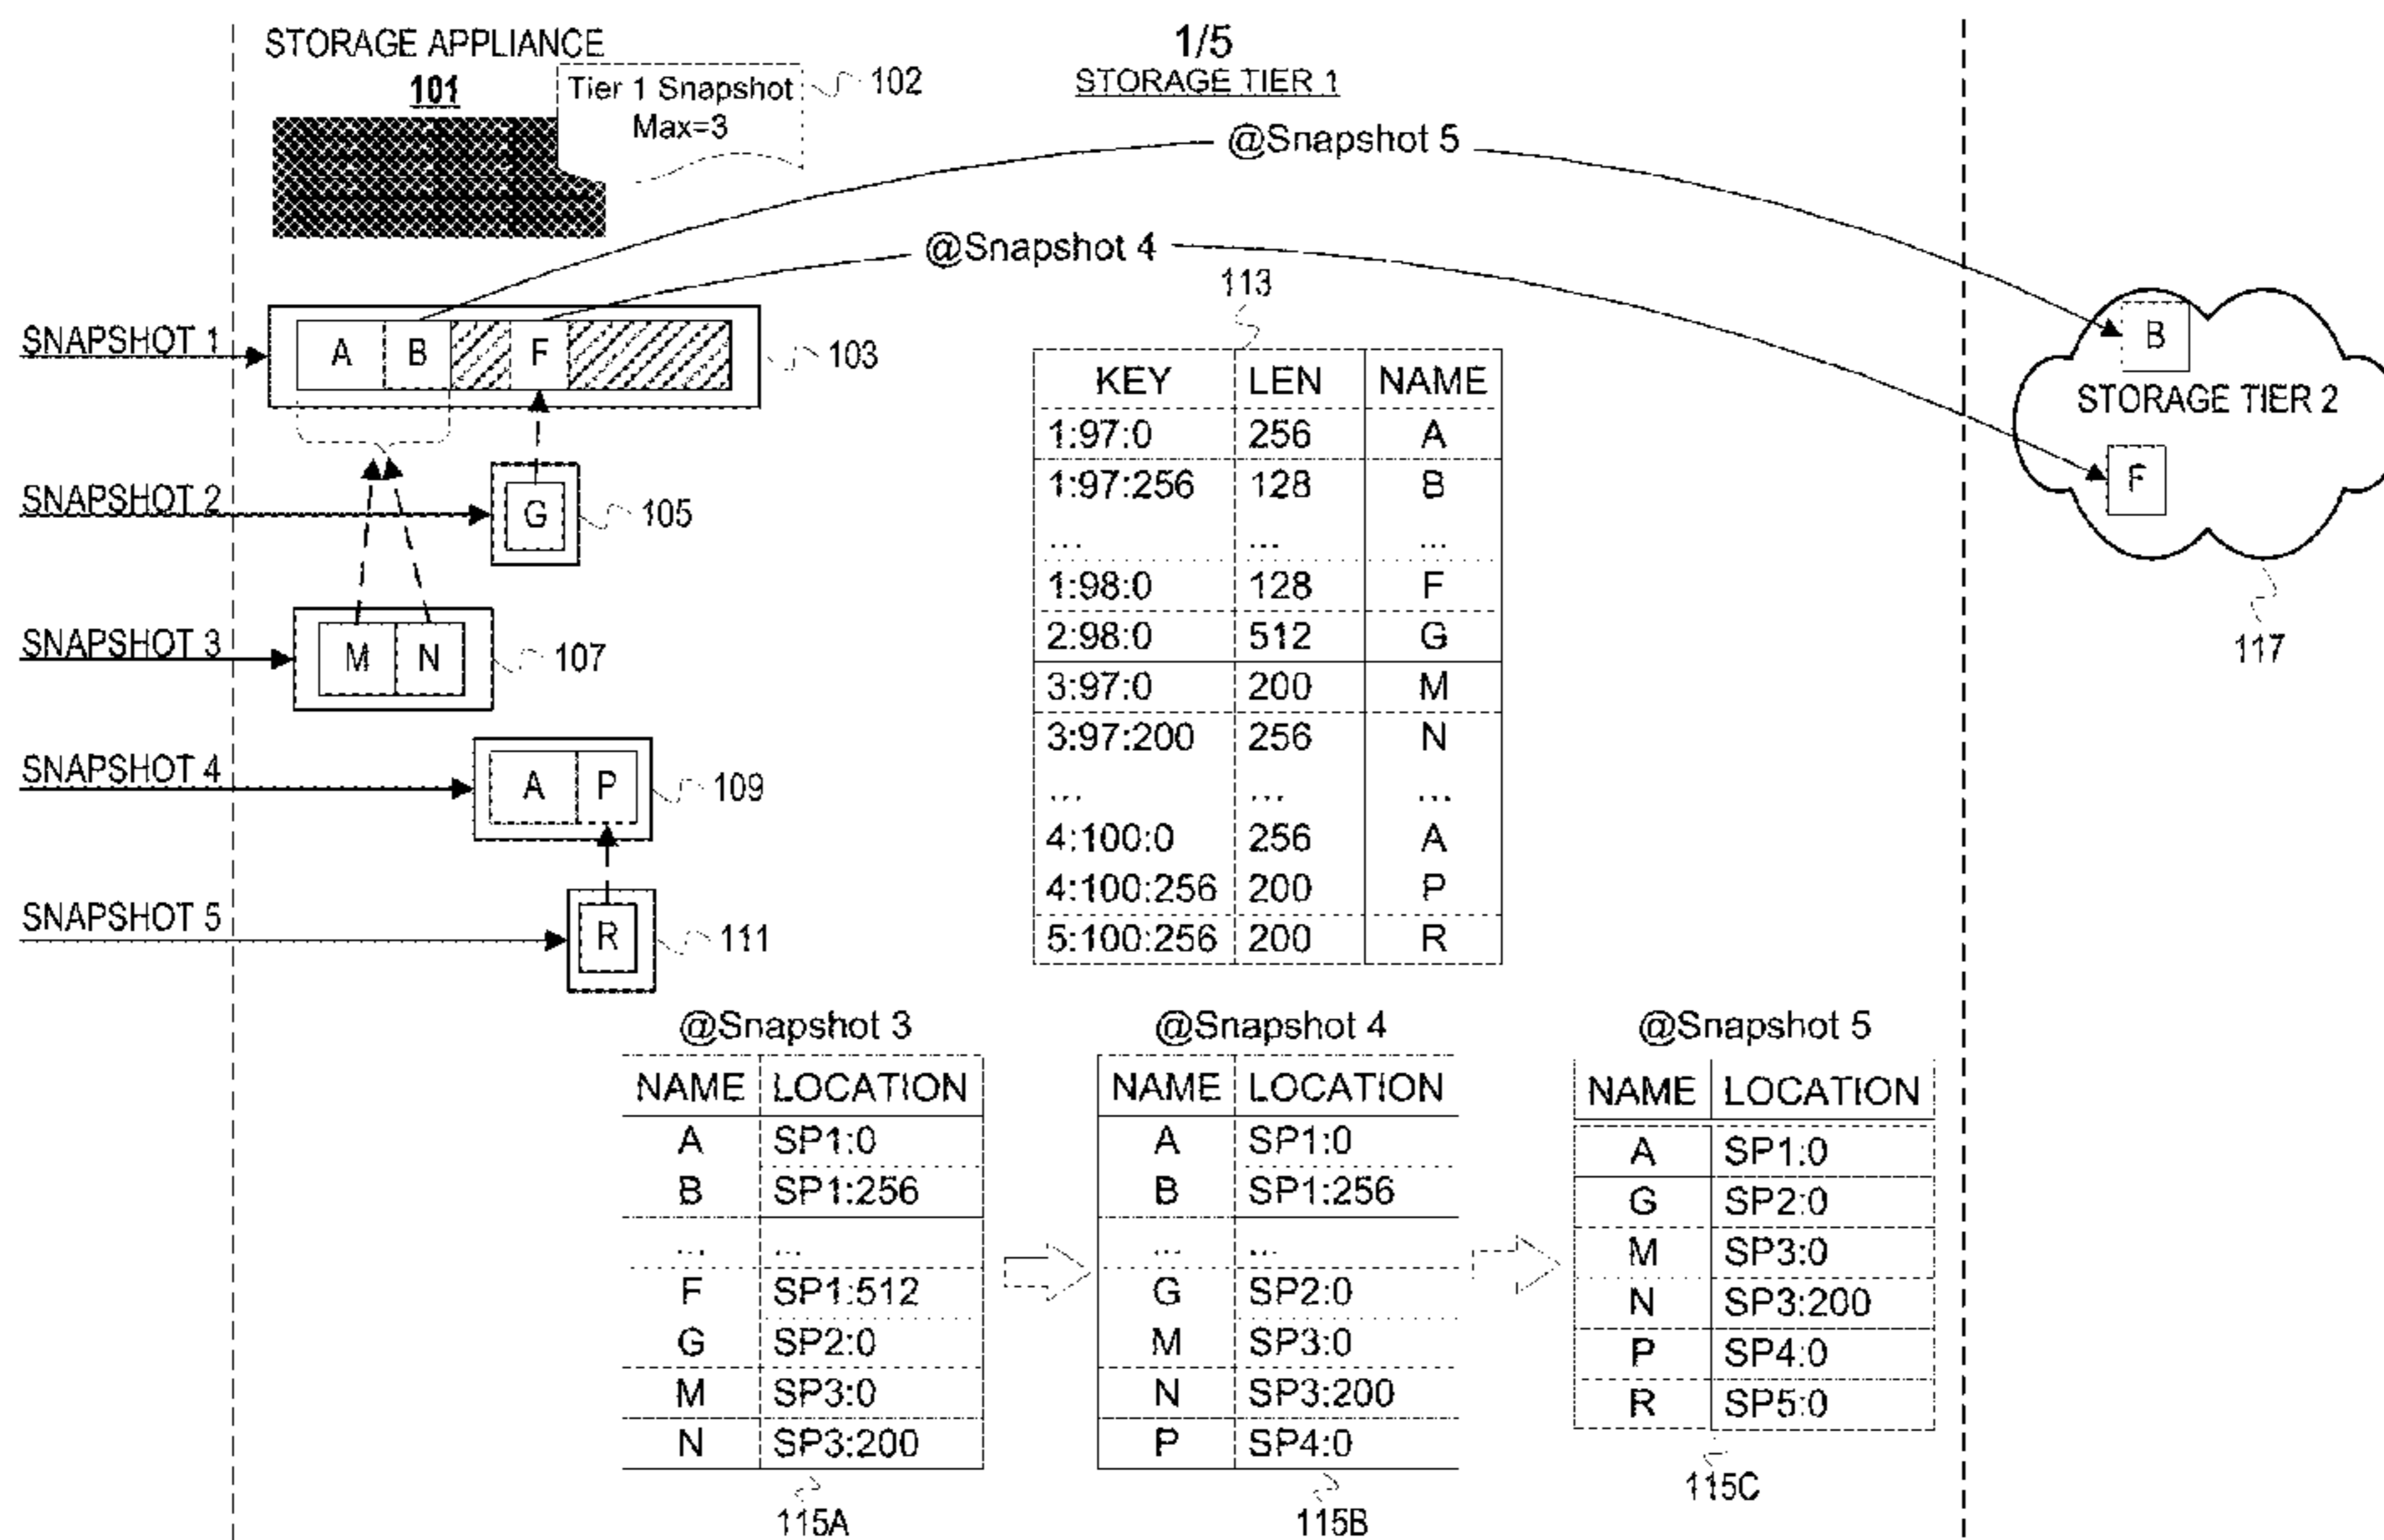 1/5
STORAGE APPLIANCE
101
Tier 1 Snapshot
Max=3
102
STORAGE TIER 1
@Snapshot 5
@Snapshot 4
SNAPSHOT 1
A B F
103
SNAPSHOT 2
G
105
SNAPSHOT 3
M N
107
SNAPSHOT 4
A P
109
SNAPSHOT 5
R
111
113
KEY LEN NAME
1:97:0 256 A
1:97:256 128 B
... ... ...
1:98:0 128 F
2:98:0 512 G
3:97:0 200 M
3:97:200 256 N
... ... ...
4:100:0 256 A
4:100:256 200 P
5:100:256 200 R
B
STORAGE TIER 2
F
117
@Snapshot 3
NAME LOCATION
A SP1:0
B SP1:256
... ...
F SP1:512
G SP2:0
M SP3:0
N SP3:200
115A
@Snapshot 4
NAME LOCATION
A SP1:0
B SP1:256
... ...
G SP2:0
M SP3:0
N SP3:200
P SP4:0
115B
@Snapshot 5
NAME LOCATION
A SP1:0
G SP2:0
M SP3:0
N SP3:200
P SP4:0
R SP5:0
115C